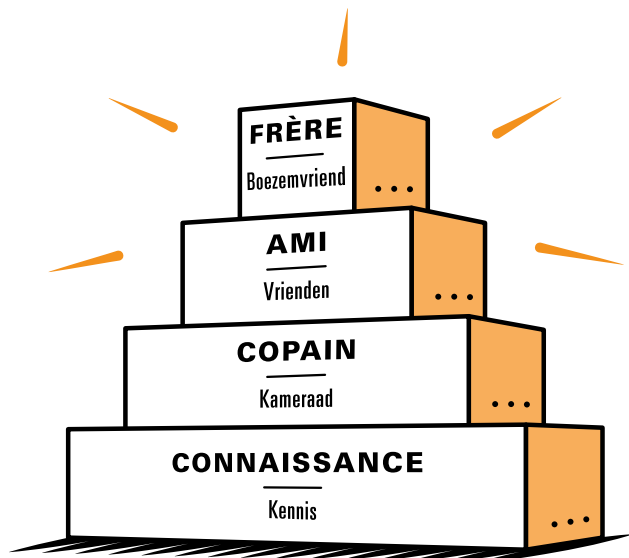 FRÈRE
Boezemvriend
...
AMI
Vrienden
...
COPAIN
Kameraad
...
CONNAISSANCE
Kennis
...